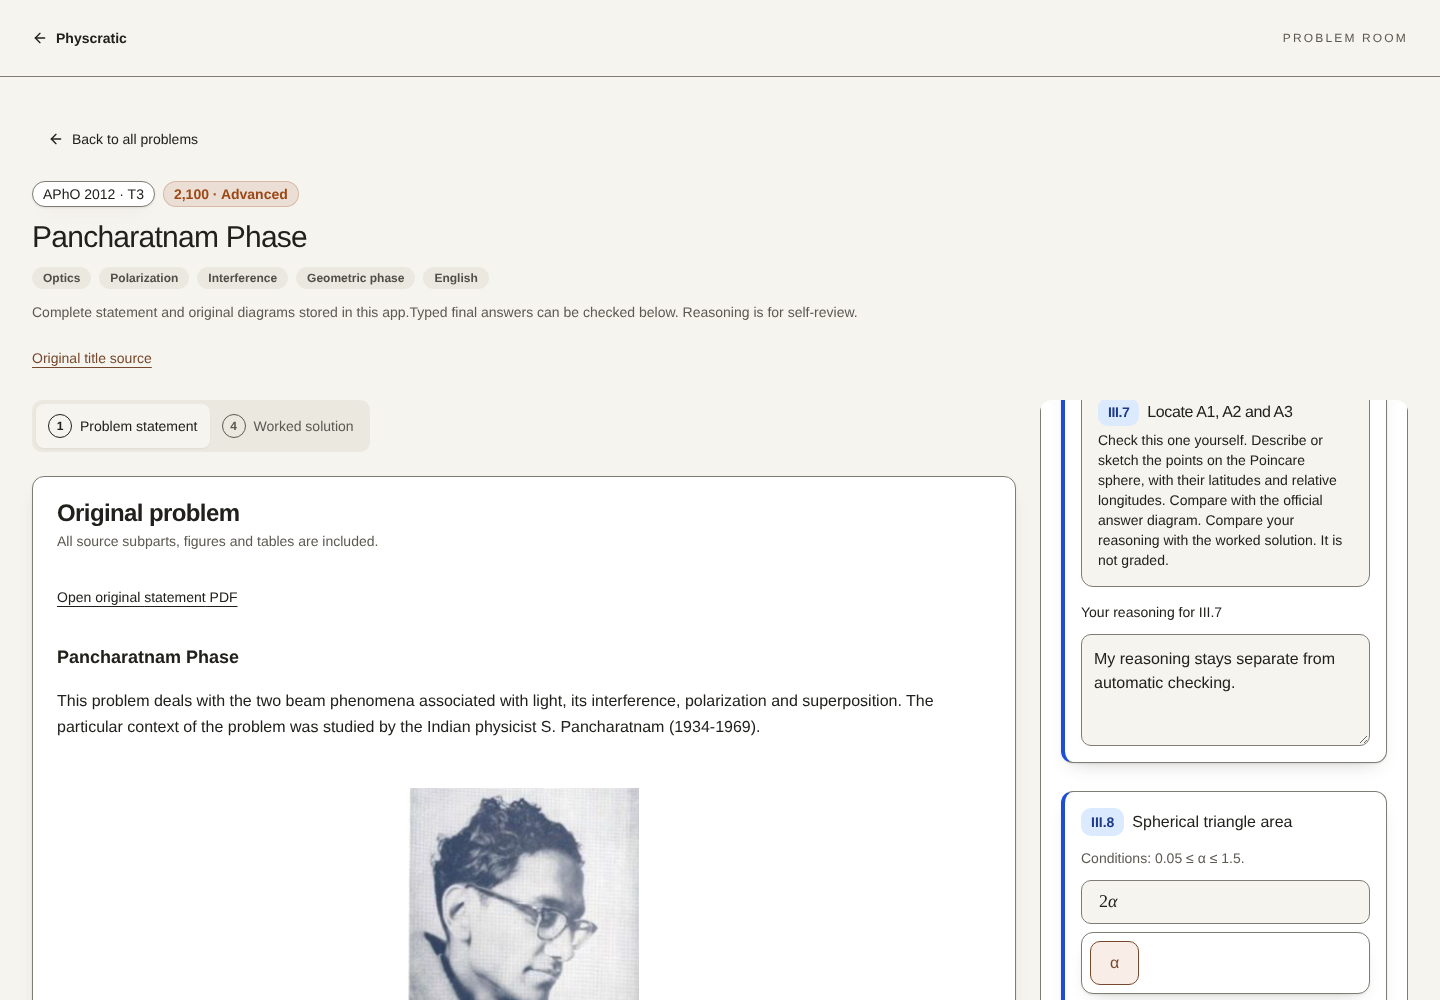 Physcratic
PROBLEM ROOM
Back to all problems
APhO 2012 · T3
2,100 · Advanced
Pancharatnam Phase
Optics
Polarization
Interference
Geometric phase
English
Complete statement and original diagrams stored in this app.Typed final answers can be checked below. Reasoning is for self-review.
Original title source
1 Problem statement
4 Worked solution
Original problem
All source subparts, figures and tables are included.
Open original statement PDF
Pancharatnam Phase
This problem deals with the two beam phenomena associated with light, its interference, polarization and superposition. The
particular context of the problem was studied by the Indian physicist S. Pancharatnam (1934-1969).
III.7 Locate A1, A2 and A3
Check this one yourself. Describe or
sketch the points on the Poincare
sphere, with their latitudes and relative
longitudes. Compare with the official
answer diagram. Compare your
reasoning with the worked solution. It is
not graded.
Your reasoning for III.7
My reasoning stays separate from
automatic checking.
III.8 Spherical triangle area
Conditions: 0.05 ≤ α ≤ 1.5.
2α
α